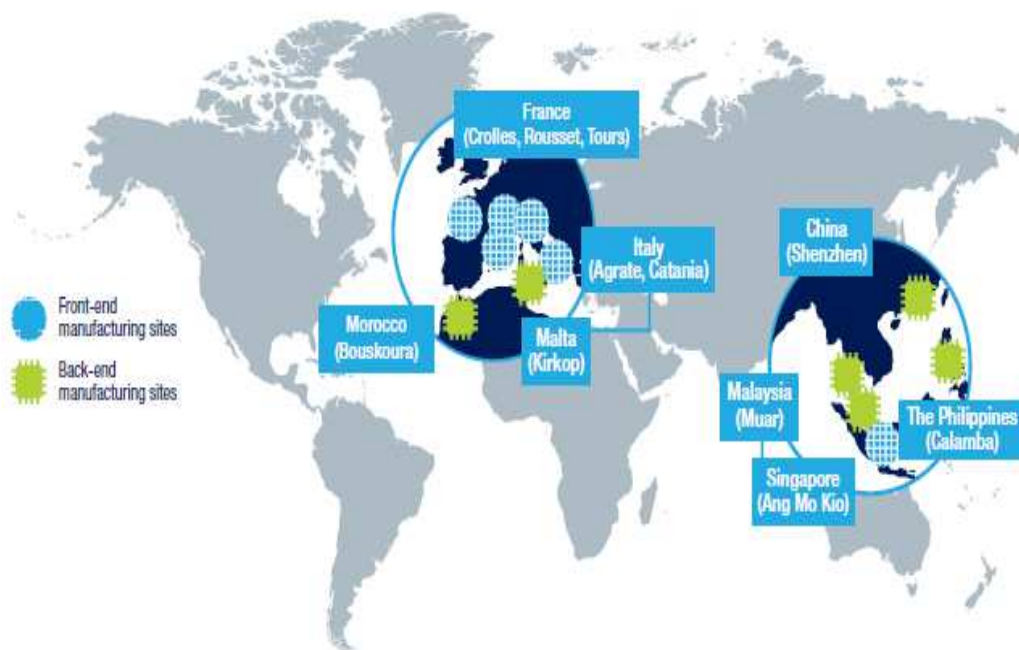 France
(Crolles, Rousset, Tours)
China
(Shenzhen)
Italy
(Agrate, Catania)
Front-end
manufacturing sites
Morocco
(Bouskoura)
Malta
(Kirkop)
Back-end
manufacturing sites
Malaysia
(Muar)
The Philippines
(Calamba)
Singapore
(Ang Mo Kio)